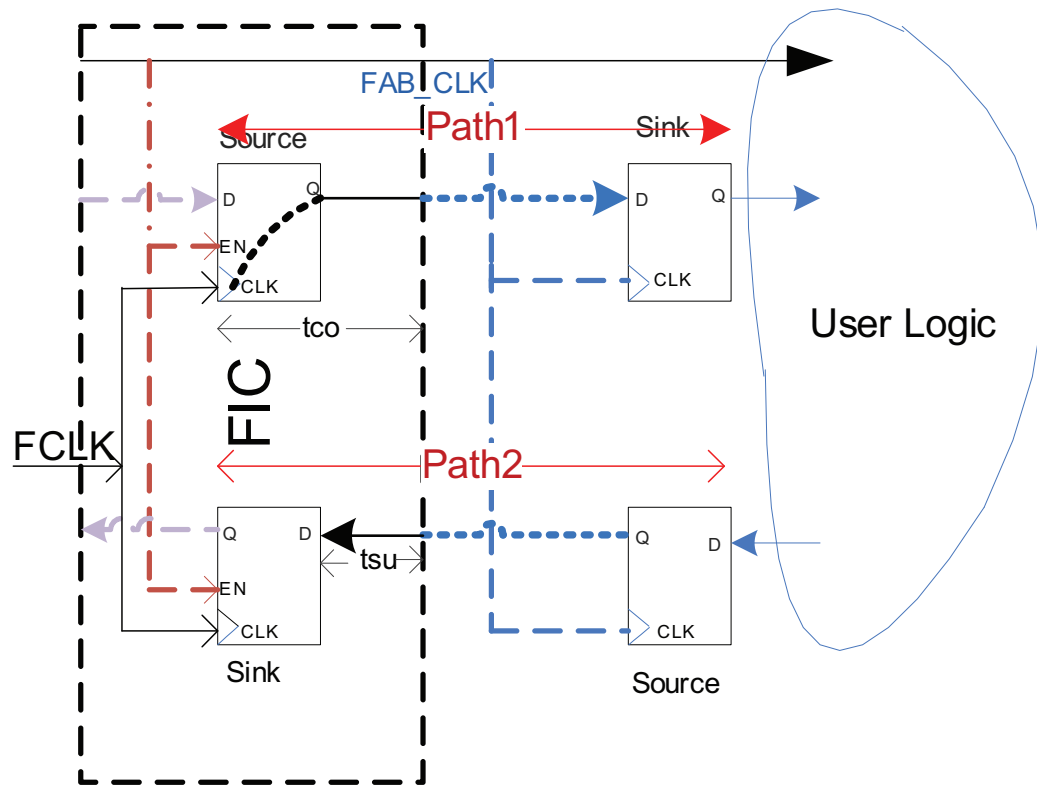 FAB_CLK
Path1
Source
Sink
D
Q
EN
CLK
D
Q
CLK
tco
User Logic
FIC
FCLK
Path2
Q
D
EN
CLK
tsu
Q
D
CLK
Sink
Source